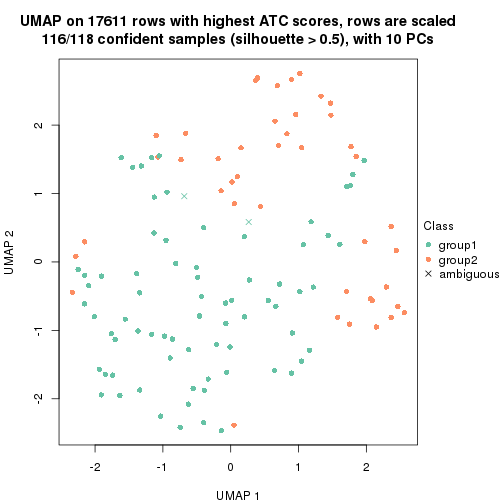 UMAP on 17611 rows with highest ATC scores, rows are scaled
116/118 confident samples (silhouette > 0.5), with 10 PCs
2
1
0
-1
-2
UMAP 2
-2
-1
0
1
2
UMAP 1
Class
group1
group2
ambiguous